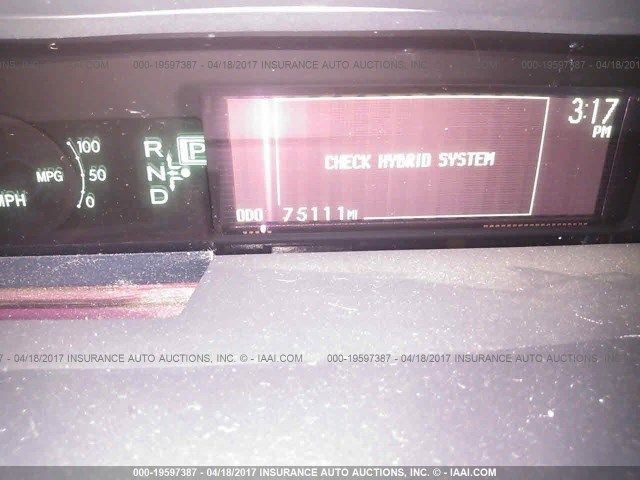 000-19597387 - 04/18/2017 INSURANCE AUTO AUCTIONS, INC. © - IAAI.COM
100
MPG 50
MPH 0
R P
N
D
3:17
PM
CHECK HYBRID SYSTEM
ODO 75111MI
000-19597387 - 04/18/2017 INSURANCE AUTO AUCTIONS, INC. © - IAAI.COM
000-19597387 - 04/18/2017 INSURANCE AUTO AUCTIONS, INC. © - IAAI.COM